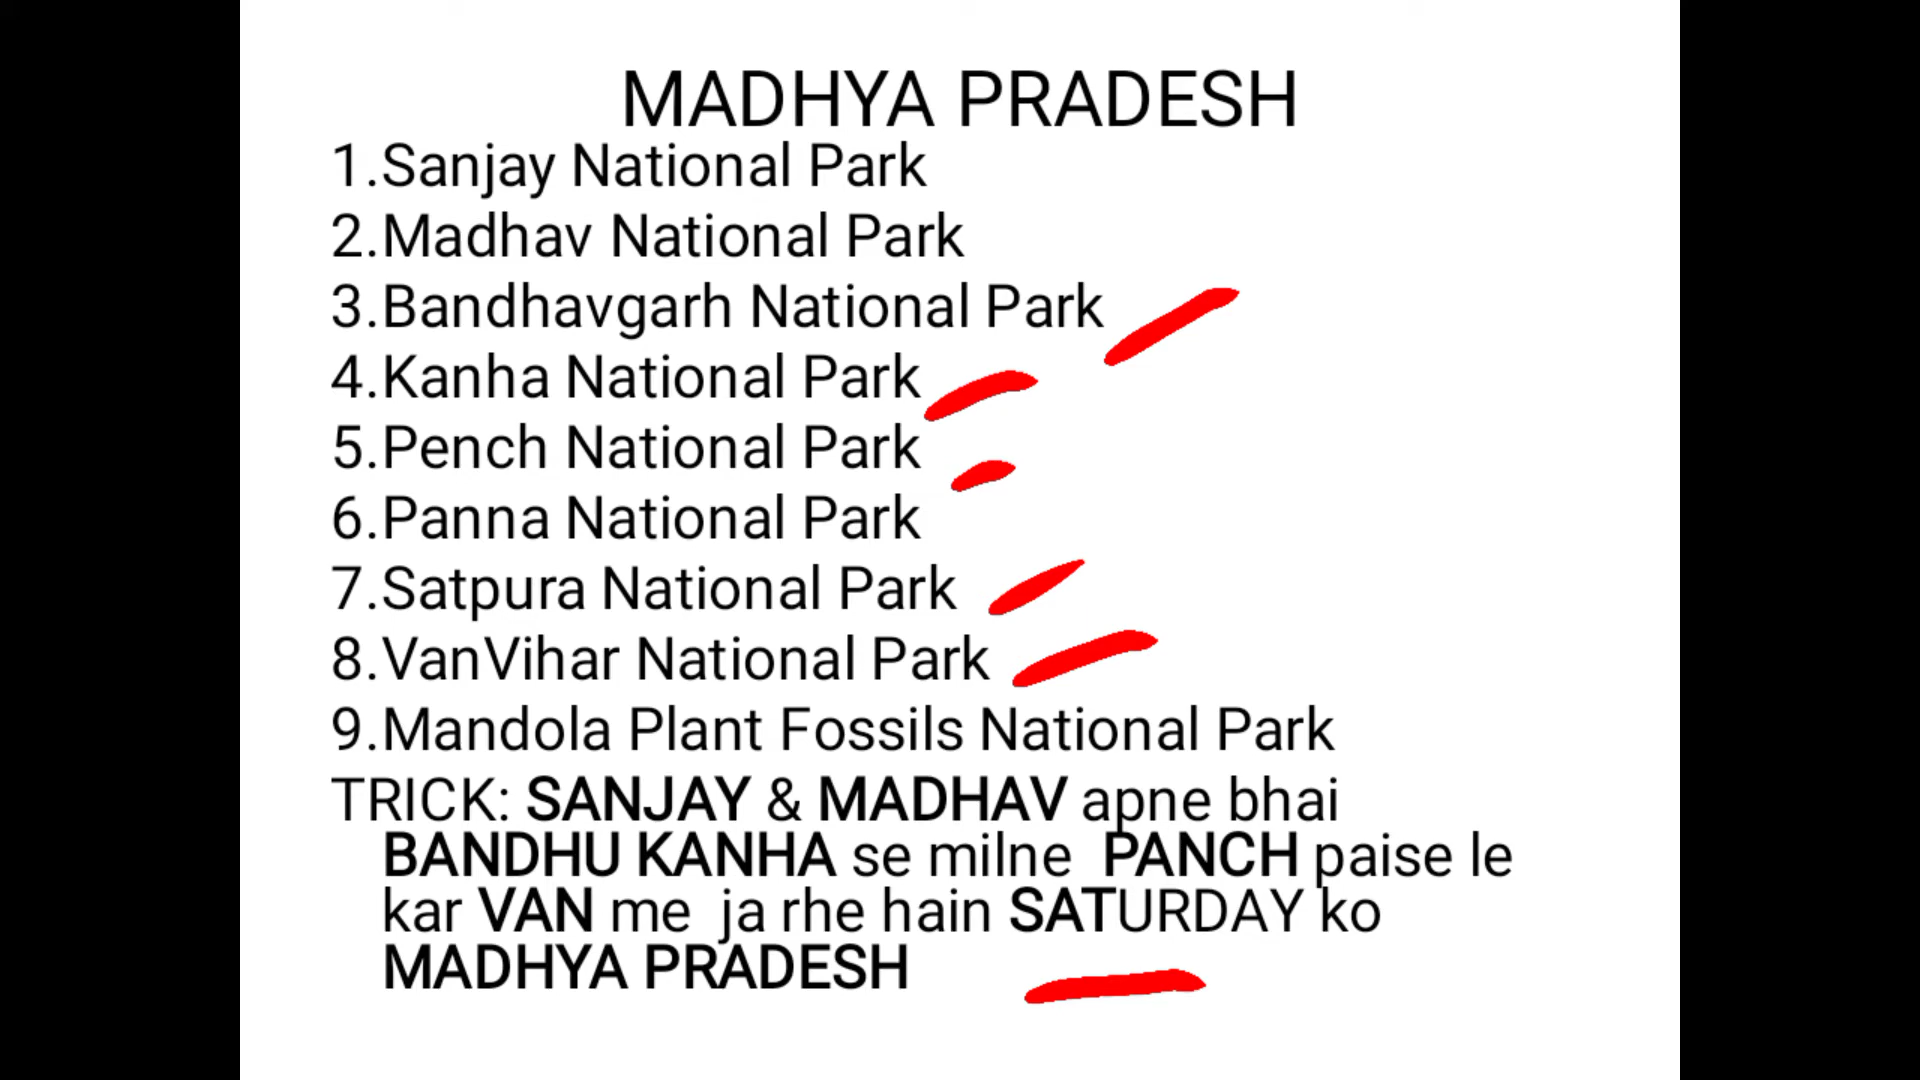 MADHYA PRADESH
1.Sanjay National Park
2.Madhav National Park
3.Bandhavgarh National Park
4.Kanha National Park
5.Pench National Park
6.Panna National Park
7.Satpura National Park
8.VanVihar National Park
9.Mandola Plant Fossils National Park
TRICK: SANJAY & MADHAV apne bhai
BANDHU KANHA se milne PANCH paise le
kar VAN me ja rhe hain SATURDAY ko
MADHYA PRADESH